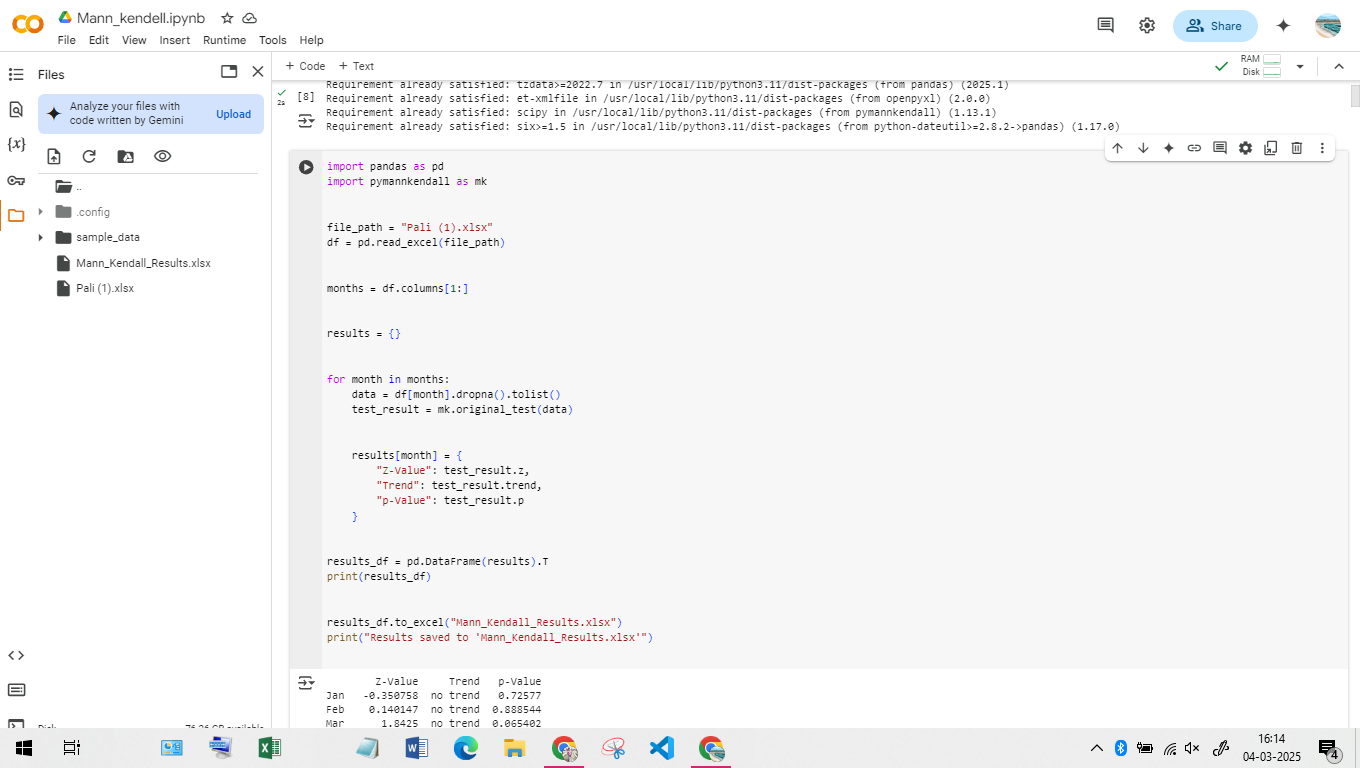 Mann_kendell.ipynb
File Edit View Insert Runtime Tools Help
Share
Files
Analyze your files with
code written by Gemini
Upload
..
.config
sample_data
Mann_Kendall_Results.xlsx
Pali (1).xlsx
+ Code + Text
RAM
Disk
2s
[8]
Requirement already satisfied: tzdata>=2022.7 in /usr/local/lib/python3.11/dist-packages (from pandas) (2025.1)
Requirement already satisfied: et-xmlfile in /usr/local/lib/python3.11/dist-packages (from openpyxl) (2.0.0)
Requirement already satisfied: scipy in /usr/local/lib/python3.11/dist-packages (from pymannkendall) (1.13.1)
Requirement already satisfied: six>=1.5 in /usr/local/lib/python3.11/dist-packages (from python-dateutil>=2.8.2->pandas) (1.17.0)
import pandas as pd
import pymannkendall as mk
file_path = "Pali (1).xlsx"
df = pd.read_excel(file_path)
months = df.columns[1:]
results = {}
for month in months:
    data = df[month].dropna().tolist()
    test_result = mk.original_test(data)
    results[month] = {
        "Z-Value": test_result.z,
        "Trend": test_result.trend,
        "p-Value": test_result.p
    }
results_df = pd.DataFrame(results).T
print(results_df)
results_df.to_excel("Mann_Kendall_Results.xlsx")
print("Results saved to 'Mann_Kendall_Results.xlsx'")
Z-Value Trend p-Value
Jan -0.350758 no trend 0.72577
Feb 0.140147 no trend 0.888544
Mar 1.8425 no trend 0.065402
Disk 76.26 GB available
16:14
04-03-2025
4